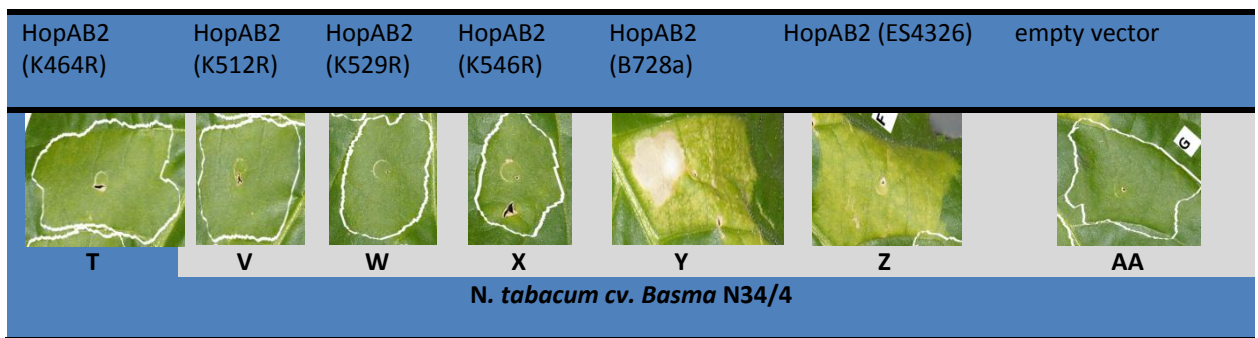 HopAB2 (K464R)
HopAB2 (K512R)
HopAB2 (K529R)
HopAB2 (K546R)
HopAB2 (B728a)
HopAB2 (ES4326)
empty vector
F
G
T
V
W
X
Y
Z
AA
N. tabacum cv. Basma N34/4